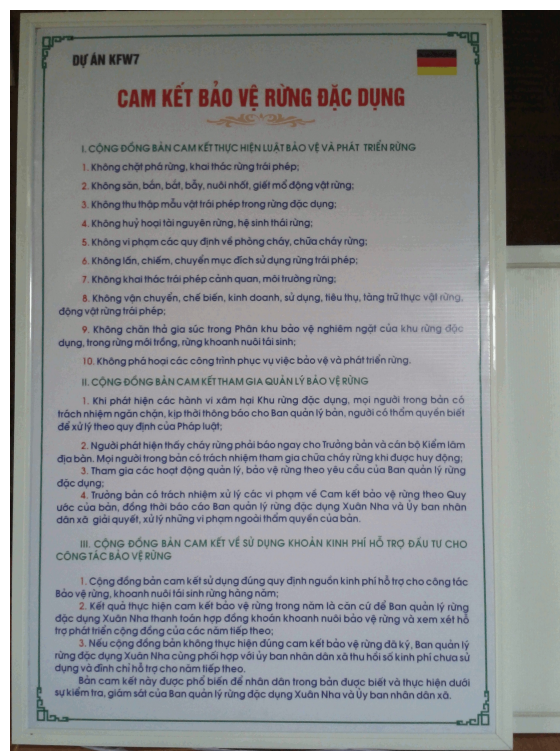 DỰ ÁN KFW7
CAM KẾT BẢO VỆ RỪNG ĐẶC DỤNG
I. CỘNG ĐỒNG BẢN CAM KẾT THỰC HIỆN LUẬT BẢO VỆ VÀ PHÁT TRIỂN RỪNG
1. Không chặt phá rừng, khai thác rừng trái phép;
2. Không săn, bắn, bắt, bẫy, nuôi nhốt, giết mổ động vật rừng;
3. Không thu thập mẫu vật trái phép trong rừng đặc dụng;
4. Không huỷ hoại tài nguyên rừng, hệ sinh thái rừng;
5. Không vi phạm các quy định về phòng cháy, chữa cháy rừng;
6. Không lấn, chiếm, chuyển mục đích sử dụng rừng trái phép;
7. Không khai thác trái phép cảnh quan, môi trường rừng;
8. Không vận chuyển, chế biến, kinh doanh, sử dụng, tiêu thụ, tàng trữ thực vật rừng,
động vật rừng trái phép;
9. Không chăn thả gia súc trong Phân khu bảo vệ nghiêm ngặt của khu rừng đặc
dụng, trong rừng mới trồng, rừng khoanh nuôi tái sinh;
10. Không phá hoại các công trình phục vụ việc bảo vệ và phát triển rừng.
II. CỘNG ĐỒNG BẢN CAM KẾT THAM GIA QUẢN LÝ BẢO VỆ RỪNG
1. Khi phát hiện các hành vi xâm hại Khu rừng đặc dụng, mọi người trong bản có
trách nhiệm ngăn chặn, kịp thời thông báo cho Ban quản lý bản, người có thẩm quyền biết
để xử lý theo quy định của Pháp luật;
2. Người phát hiện thấy cháy rừng phải báo ngay cho Trưởng bản và cán bộ Kiểm lâm
địa bàn. Mọi người trong bản có trách nhiệm tham gia chữa cháy rừng khi được huy động;
3. Tham gia các hoạt động quản lý, bảo vệ rừng theo yêu cầu của Ban quản lý rừng
đặc dụng;
4. Trưởng bản có trách nhiệm xử lý các vi phạm về Cam kết bảo vệ rừng theo Quy
ước của bản, đồng thời báo cáo Ban quản lý rừng đặc dụng Xuân Nha và Ủy ban nhân
dân xã giải quyết, xử lý những vi phạm ngoài thẩm quyền của bản.
III. CỘNG ĐỒNG BẢN CAM KẾT VỀ SỬ DỤNG KHOẢN KINH PHÍ HỖ TRỢ ĐẦU TƯ CHO
CÔNG TÁC BẢO VỆ RỪNG
1. Cộng đồng bản cam kết sử dụng đúng quy định nguồn kinh phí hỗ trợ cho công tác
Bảo vệ rừng, khoanh nuôi tái sinh rừng hàng năm;
2. Kết quả thực hiện cam kết bảo vệ rừng trong năm là căn cứ để Ban quản lý rừng
đặc dụng Xuân Nha thanh toán hợp đồng khoán khoanh nuôi bảo vệ rừng và xem xét hỗ
trợ phát triển cộng đồng của các năm tiếp theo;
3. Nếu cộng đồng bản không thực hiện đúng cam kết bảo vệ rừng đã ký, Ban quản lý
rừng đặc dụng Xuân Nha cùng phối hợp với ủy ban nhân dân xã thu hồi số kinh phí chưa sử
dụng và đình chỉ hỗ trợ cho năm tiếp theo.
Bản cam kết này được phổ biến để nhân dân trong bản được biết và thực hiện dưới
sự kiểm tra, giám sát của Ban quản lý rừng đặc dụng Xuân Nha và Ủy ban nhân dân xã.